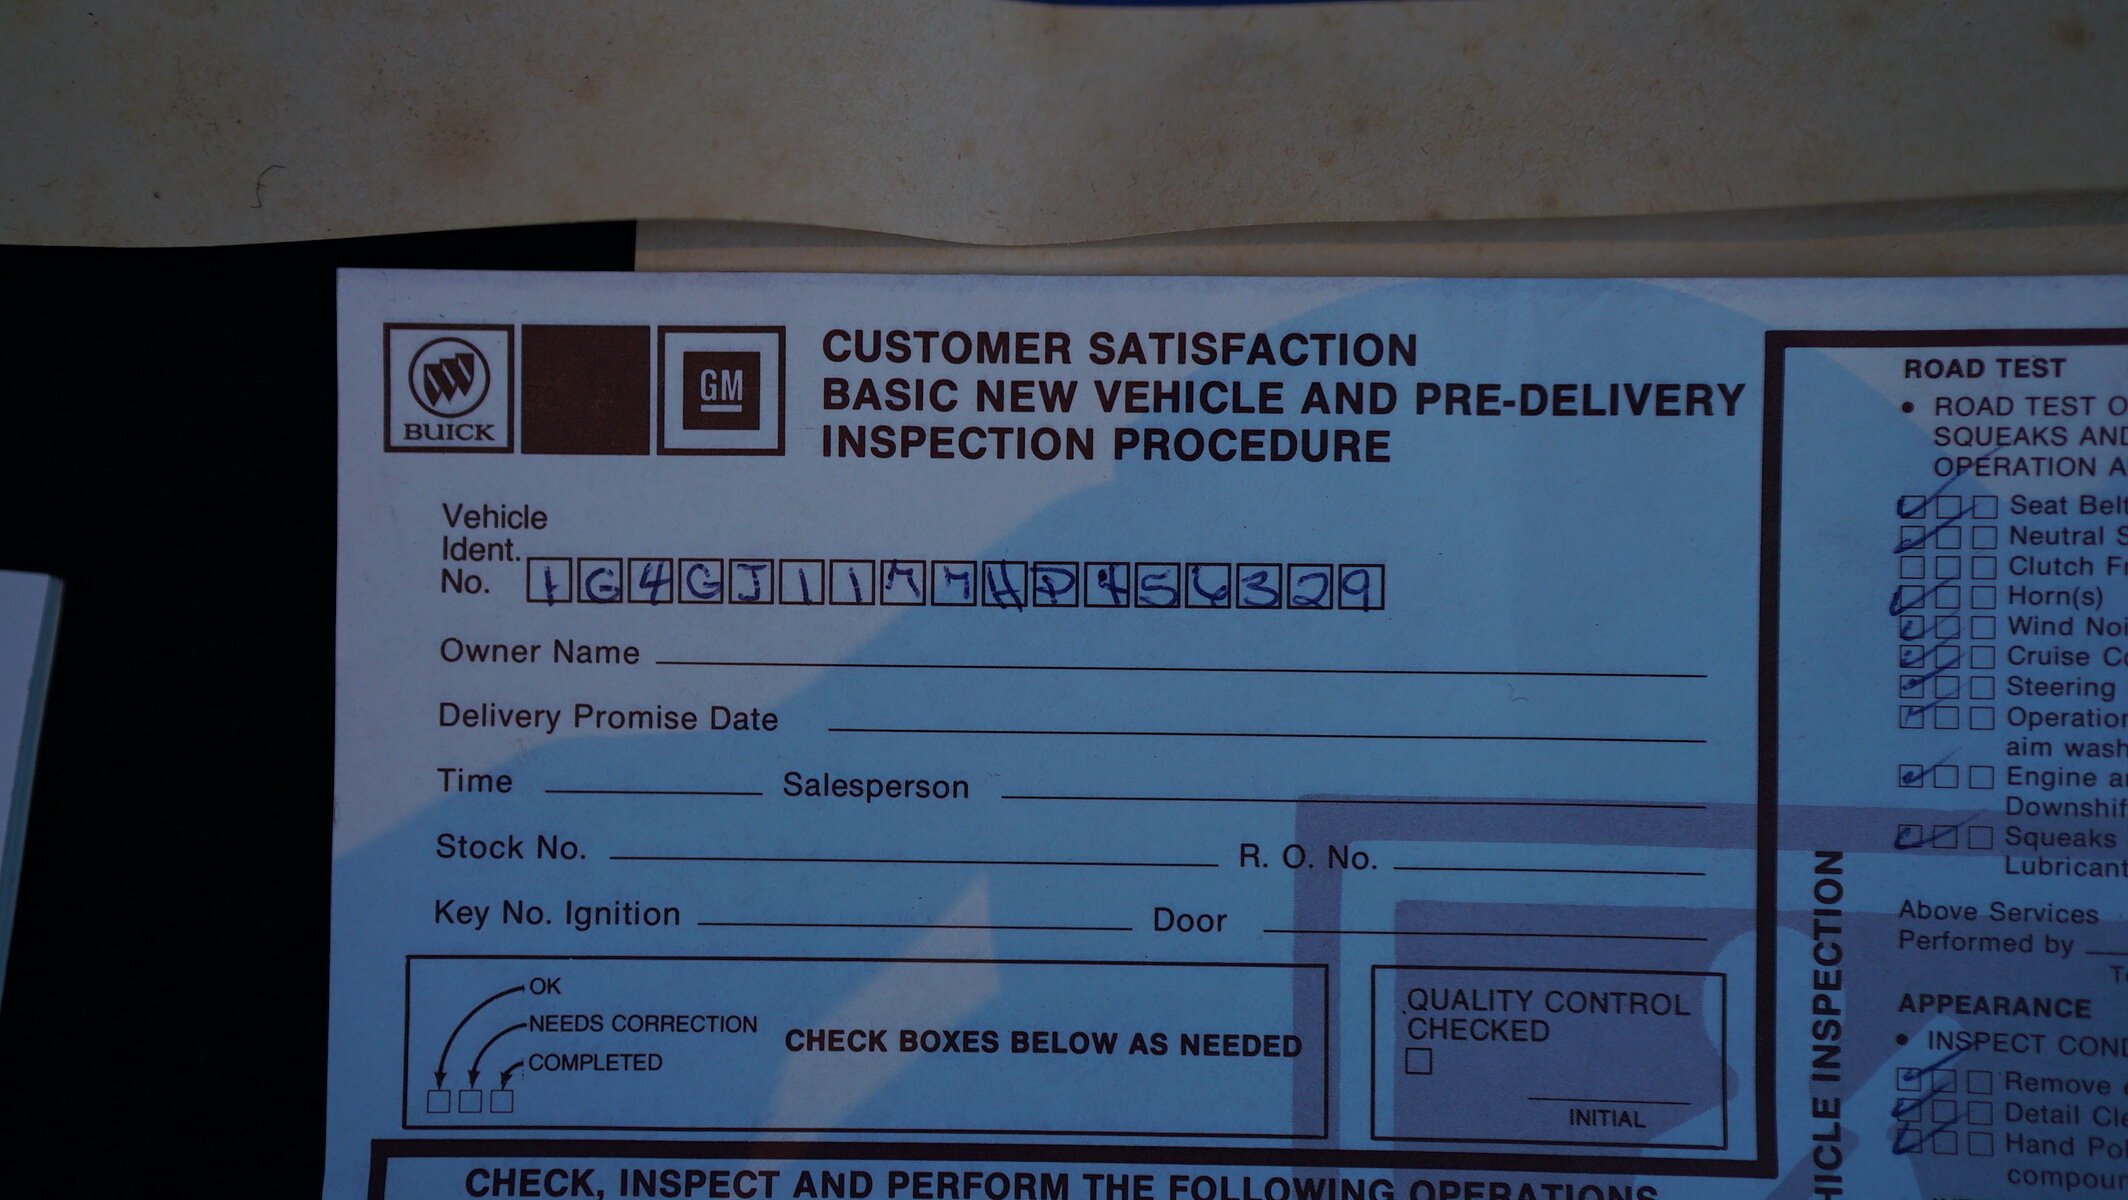 BUICK
GM
CUSTOMER SATISFACTION
BASIC NEW VEHICLE AND PRE-DELIVERY
INSPECTION PROCEDURE
Vehicle
Ident.
No. 1G4GJ1177HP456329
Owner Name
Delivery Promise Date
Time Salesperson
Stock No. R. O. No.
Key No. Ignition Door
OK
NEEDS CORRECTION
COMPLETED
CHECK BOXES BELOW AS NEEDED
QUALITY CONTROL
CHECKED
INITIAL
CHECK, INSPECT AND PERFORM THE FOLLOWING OPERATIONS
HICLE INSPECTION
ROAD TEST
• ROAD TEST O
SQUEAKS AND
OPERATION A
Seat Belt
Neutral S
Clutch Fr
Horn(s)
Wind Noi
Cruise Co
Steering
Operation
aim wash
Engine a
Downshif
Squeaks
Lubricant
Above Services
Performed by
T
APPEARANCE
• INSPECT COND
Remove
Detail Cle
Hand Pol
compou